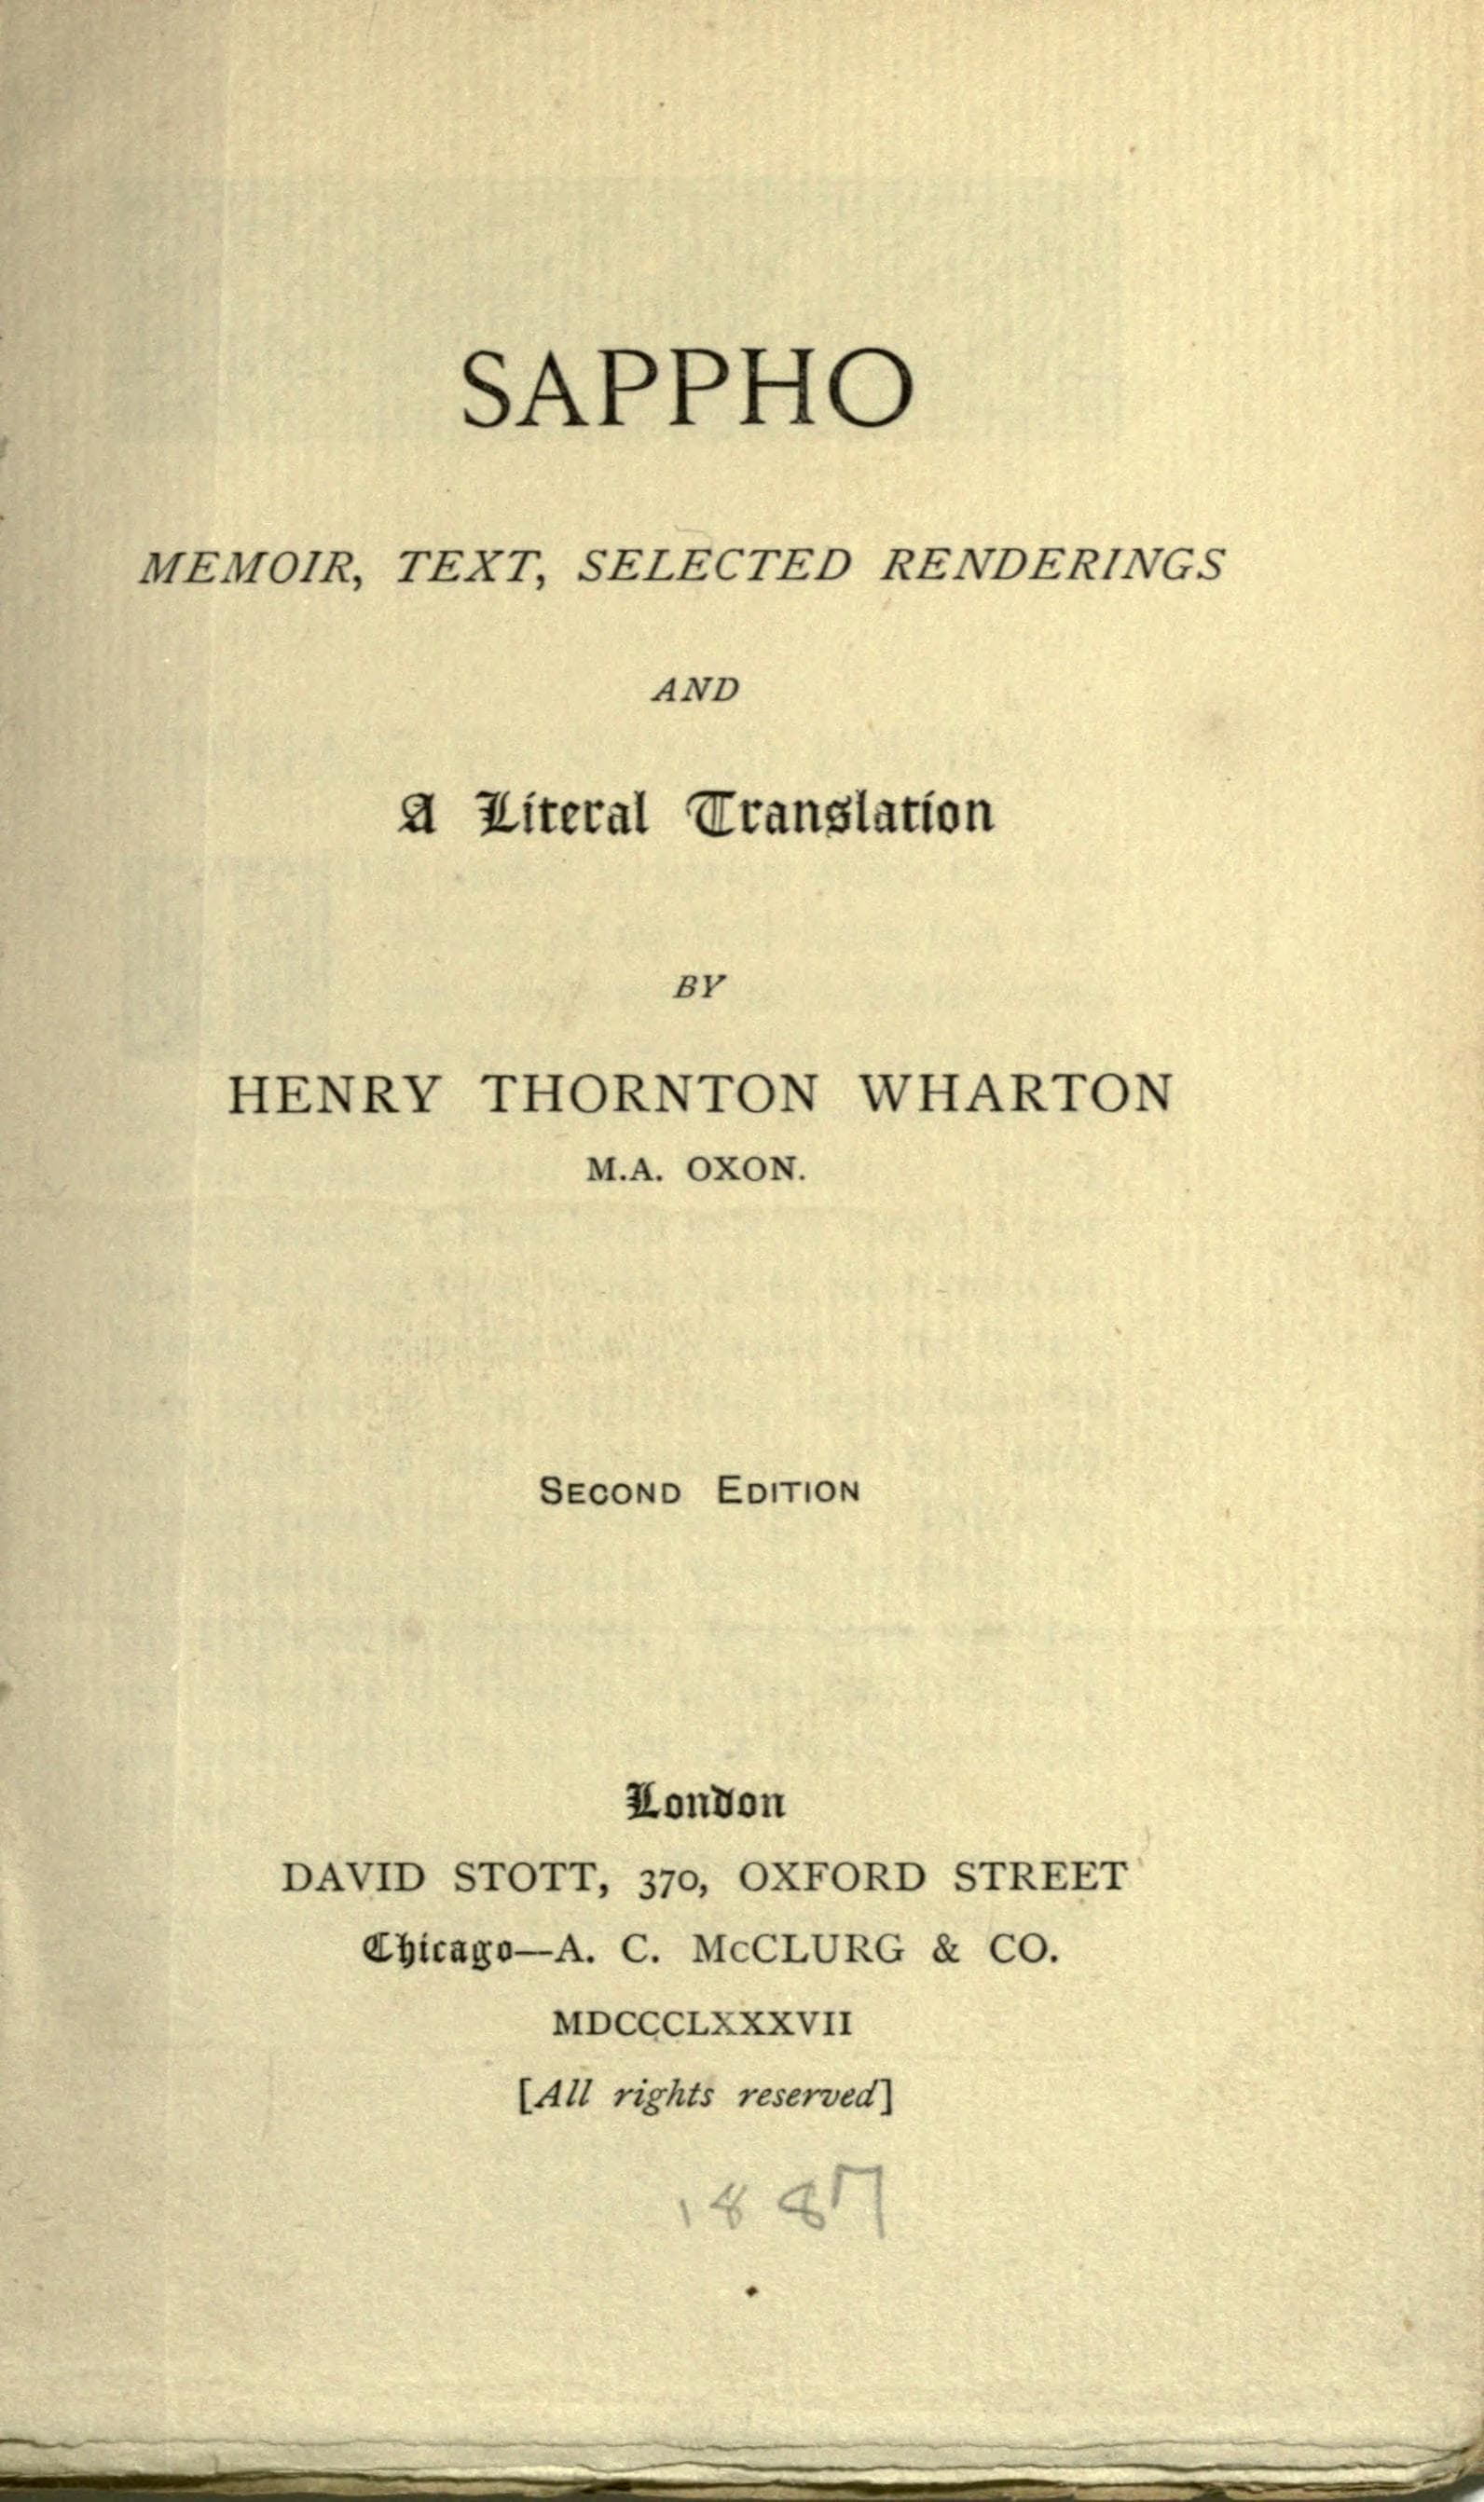 SAPPHO
MEMOIR, TEXT, SELECTED RENDERINGS
AND
A Literal Translation
BY
HENRY THORNTON WHARTON
M.A. OXON.
SECOND EDITION
London
DAVID STOTT, 370, OXFORD STREET
Chicago—A. C. McCLURG & CO.
MDCCCLXXXVII
[All rights reserved]
1887